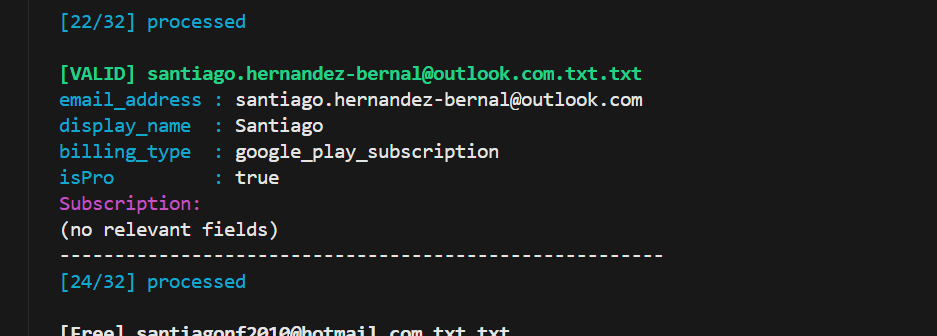 [22/32] processed
[VALID] santiago.hernandez-bernal@outlook.com.txt.txt
email_address : santiago.hernandez-bernal@outlook.com
display_name : Santiago
billing_type : google_play_subscription
isPro : true
Subscription:
(no relevant fields)
-------------------------------------------------------
[24/32] processed
[Free] santiagonf2010@hotmail.com.txt.txt